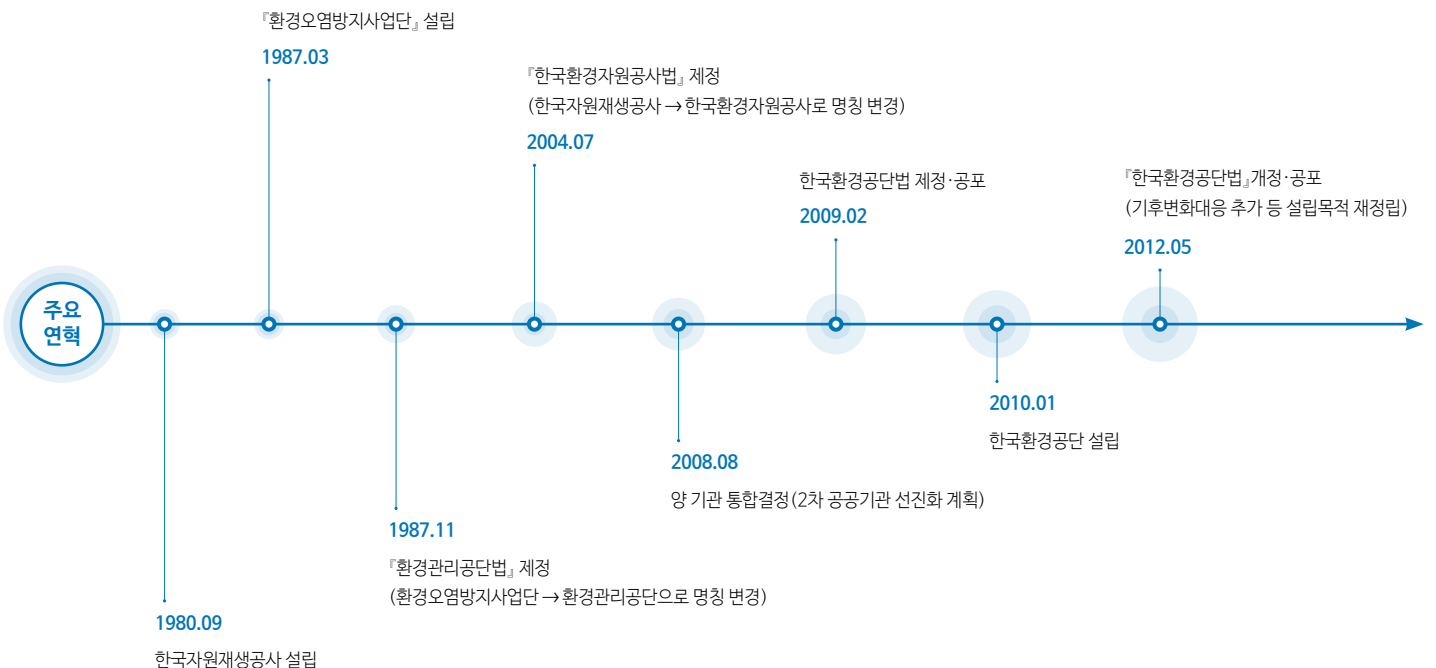 주요
연혁
1980.09
한국자원재생공사 설립
『환경오염방지사업단』 설립
1987.03
1987.11
『환경관리공단법』 제정
(환경오염방지사업단 → 환경관리공단으로 명칭 변경)
『한국환경자원공사법』 제정
(한국자원재생공사 → 한국환경자원공사로 명칭 변경)
2004.07
2008.08
양 기관 통합결정(2차 공공기관 선진화 계획)
한국환경공단법 제정·공포
2009.02
2010.01
한국환경공단 설립
『한국환경공단법』개정·공포
(기후변화대응 추가 등 설립목적 재정립)
2012.05